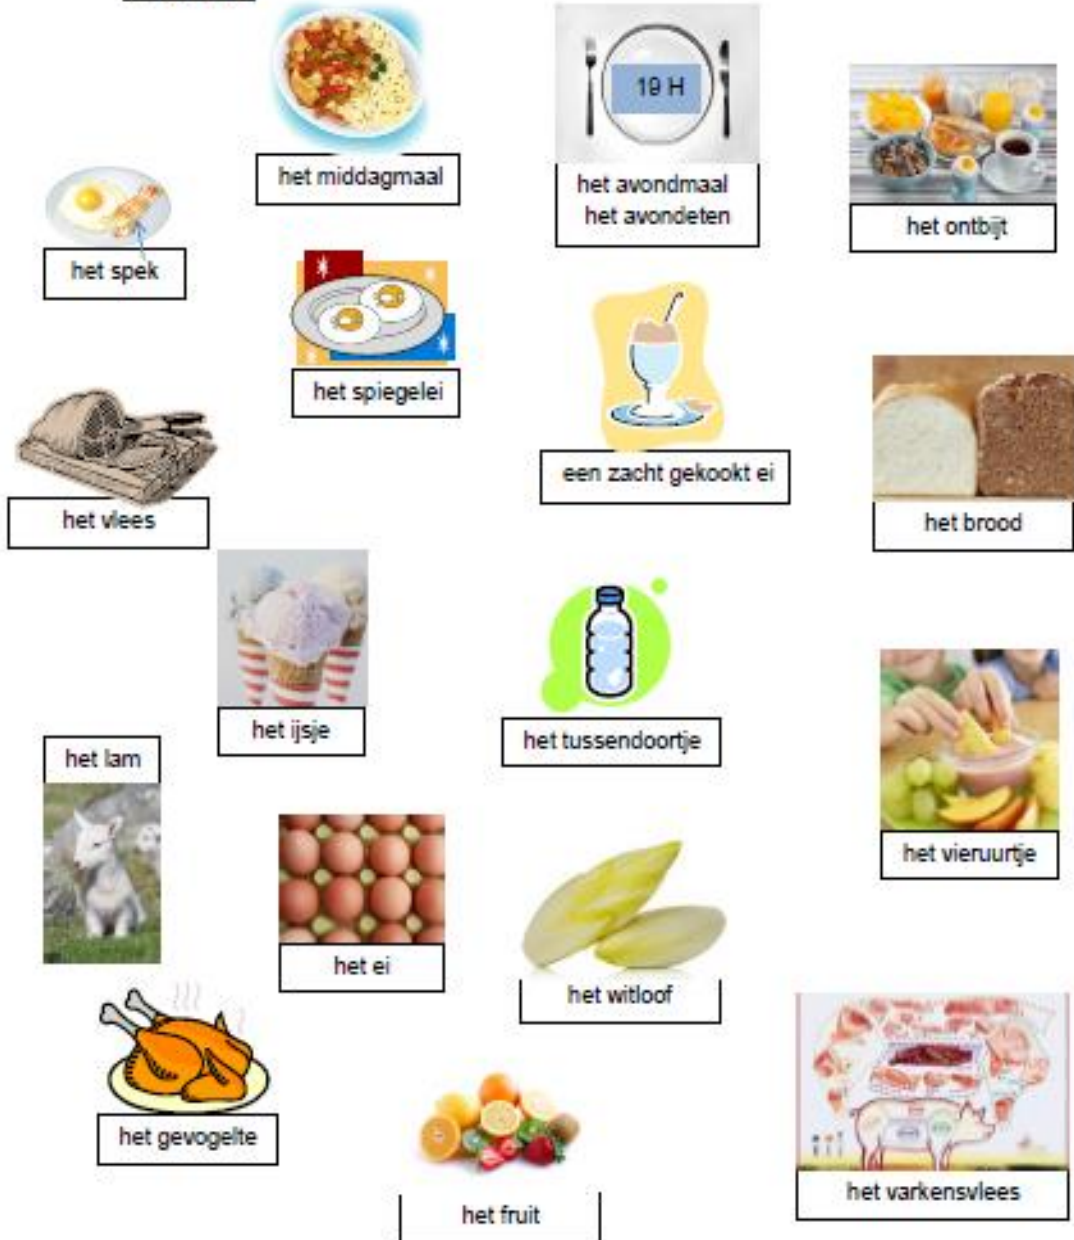 19 H
het middagmaal
het avondmaal
het avondeten
het ontbijt
het spek
het spiegelei
een zacht gekookt ei
het vlees
het brood
het ijsje
het tussendoortje
het lam
het vieruurtje
het ei
het witloof
het gevogelte
het varkensvlees
het fruit